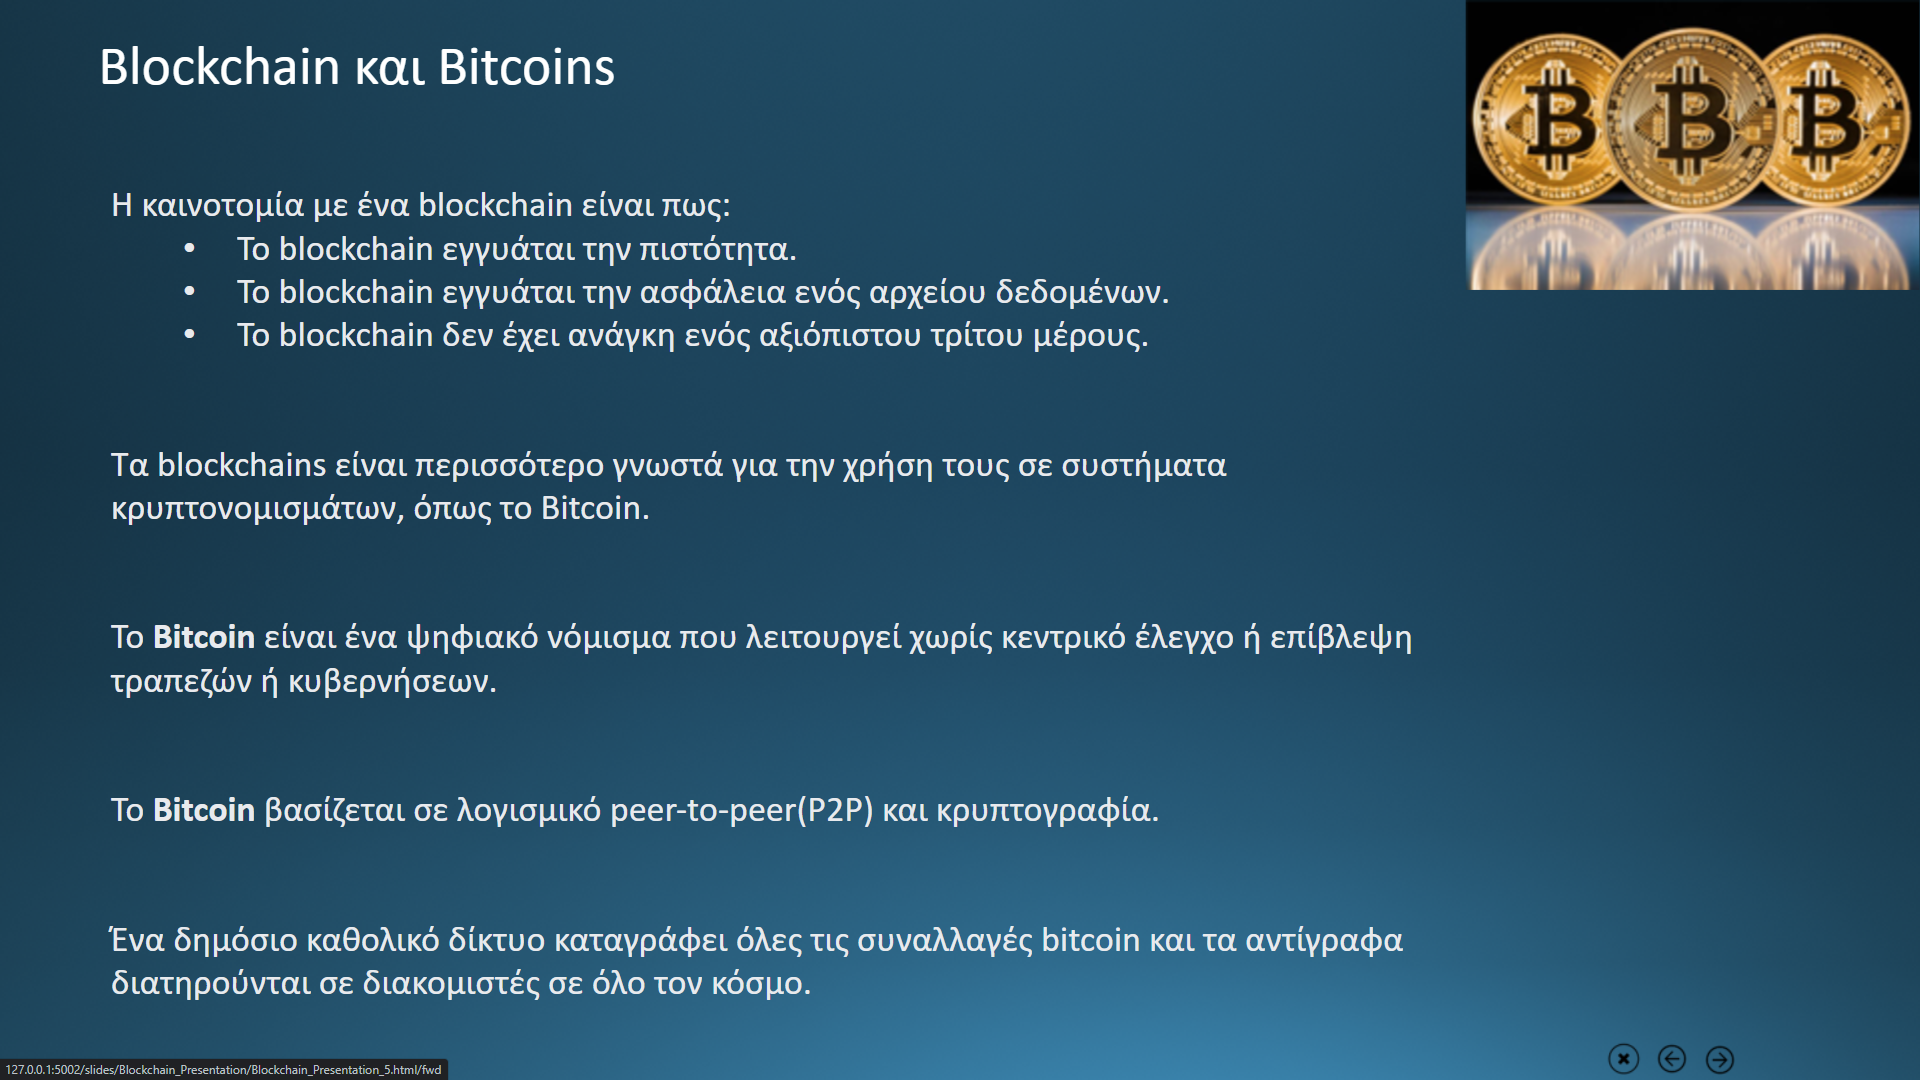 Blockchain και Bitcoins
Η καινοτομία με ένα blockchain είναι πως:
• Το blockchain εγγυάται την πιστότητα.
• Το blockchain εγγυάται την ασφάλεια ενός αρχείου δεδομένων.
• Το blockchain δεν έχει ανάγκη ενός αξιόπιστου τρίτου μέρους.
Τα blockchains είναι περισσότερο γνωστά για την χρήση τους σε συστήματα
κρυπτονομισμάτων, όπως το Bitcoin.
Το Bitcoin είναι ένα ψηφιακό νόμισμα που λειτουργεί χωρίς κεντρικό έλεγχο ή επίβλεψη
τραπεζών ή κυβερνήσεων.
Το Bitcoin βασίζεται σε λογισμικό peer-to-peer(P2P) και κρυπτογραφία.
Ένα δημόσιο καθολικό δίκτυο καταγράφει όλες τις συναλλαγές bitcoin και τα αντίγραφα
διατηρούνται σε διακομιστές σε όλο τον κόσμο.
127.0.0.1:5002/slides/Blockchain_Presentation/Blockchain_Presentation_5.html/fwd